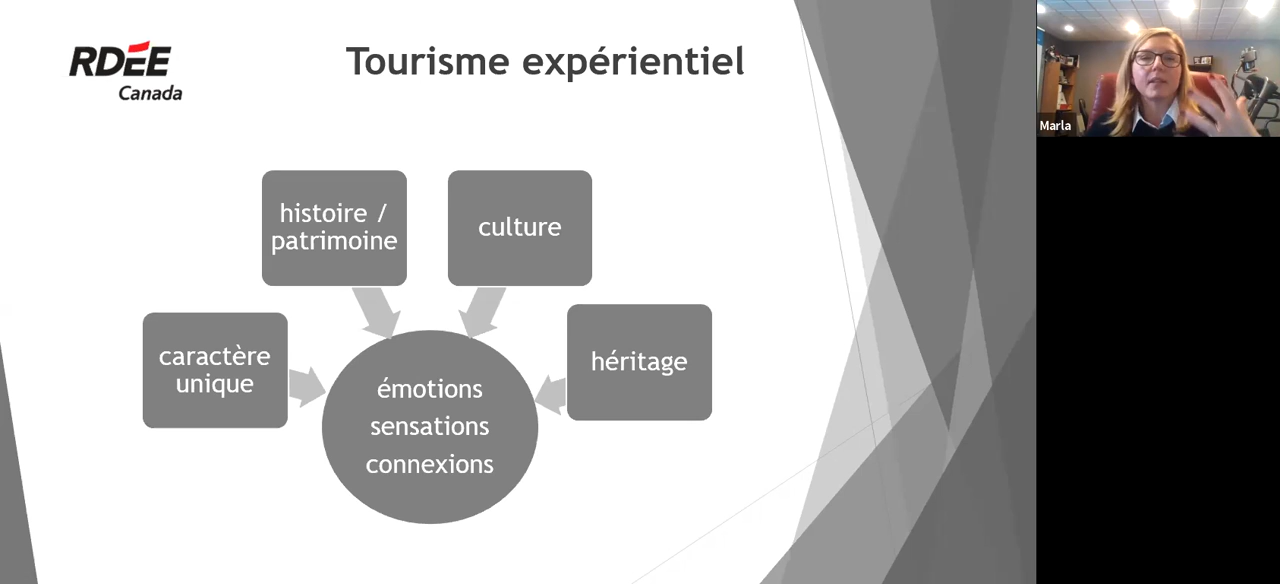 RDÉE
Canada
Tourisme expérientiel
Marla
histoire /
patrimoine
culture
caractère
unique
héritage
émotions
sensations
connexions